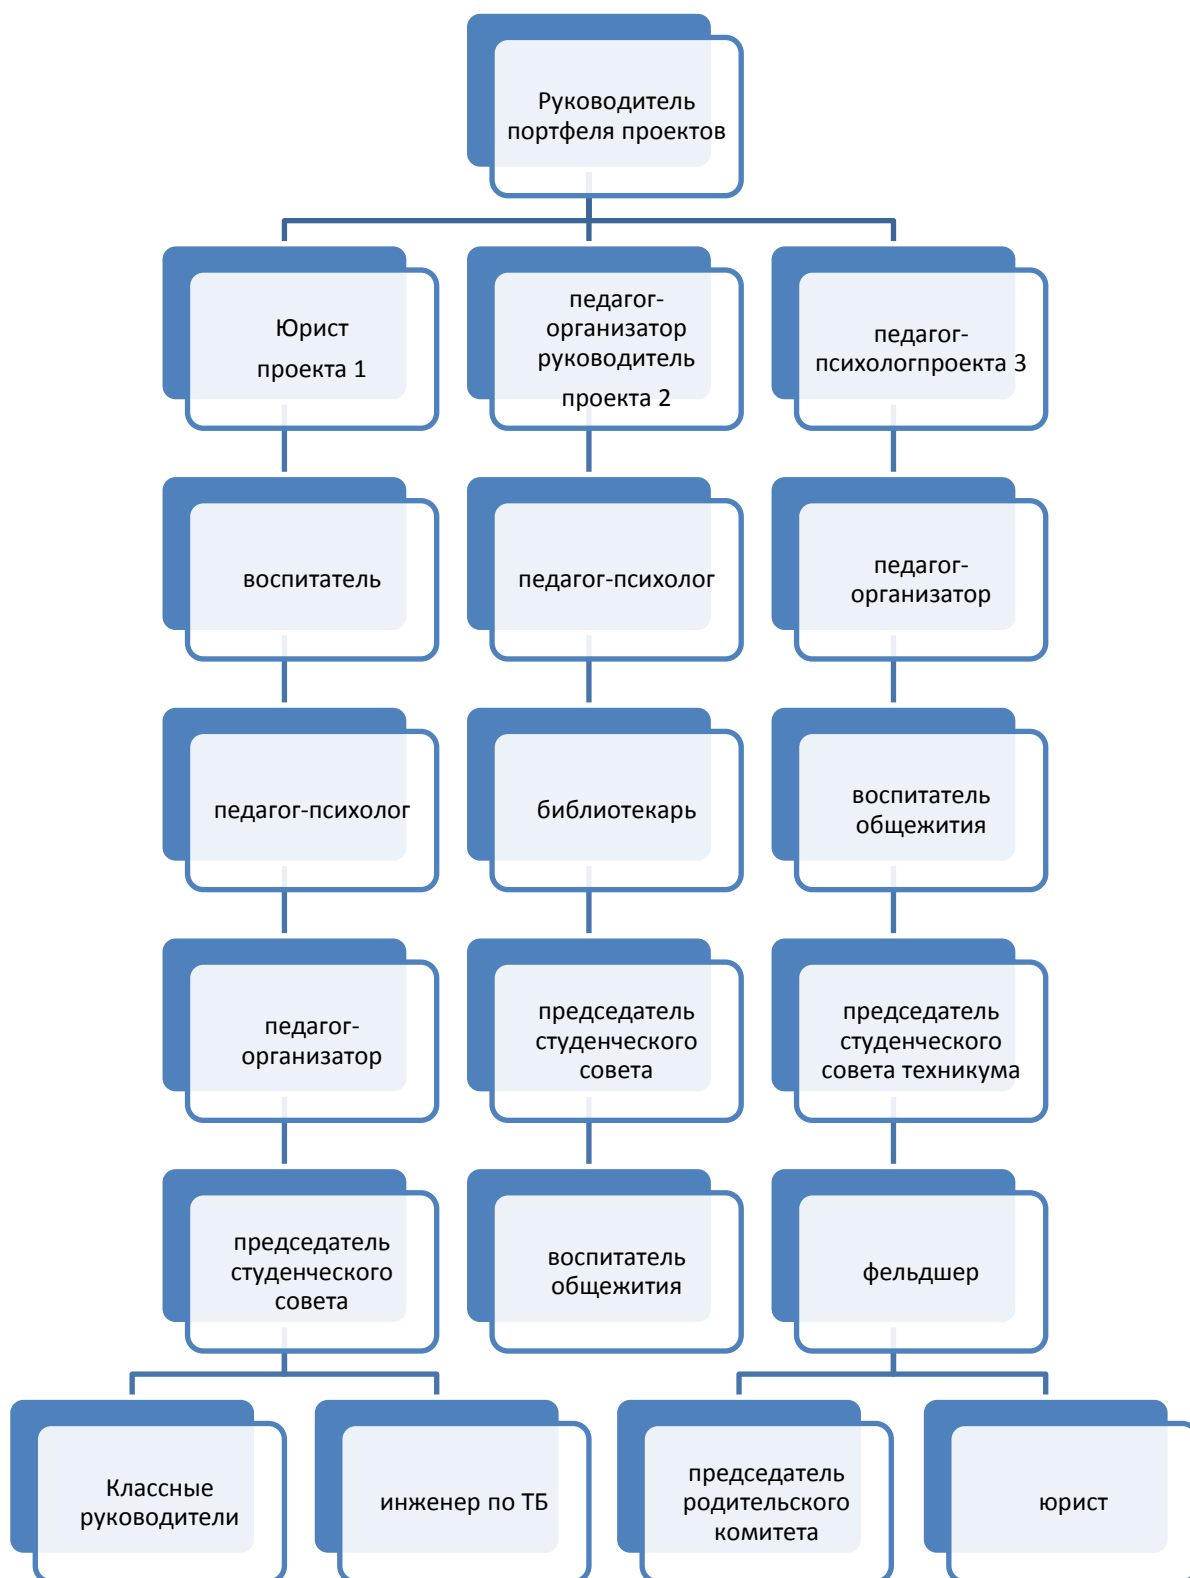 Руководитель
портфеля проектов
Юрист
проекта 1
педагог-
организатор
руководитель
проекта 2
педагог-
психологпроекта 3
воспитатель
педагог-психолог
педагог-
организатор
педагог-психолог
библиотекарь
воспитатель
общежития
педагог-
организатор
председатель
студенческого
совета
председатель
студенческого
совета техникума
председатель
студенческого
совета
воспитатель
общежития
фельдшер
Классные
руководители
инженер по ТБ
председатель
родительского
комитета
юрист